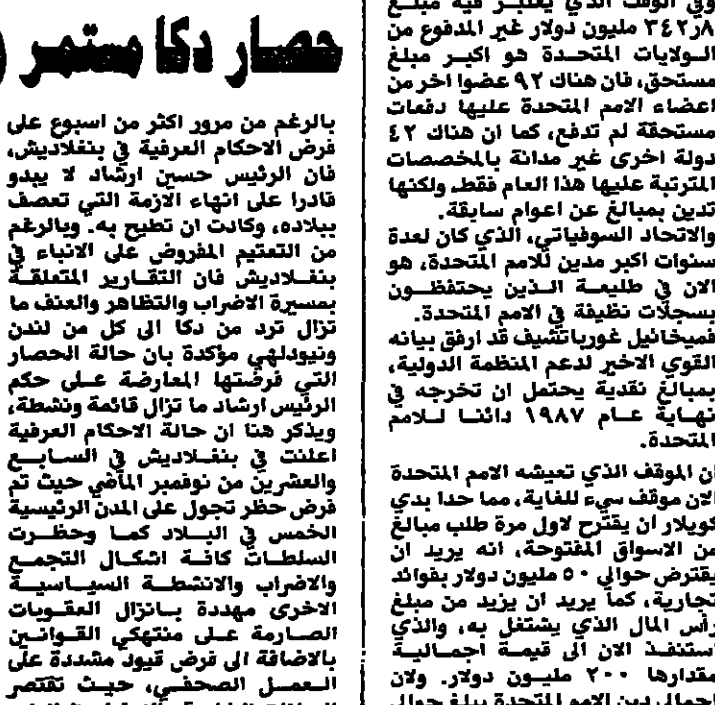 وفي الوقت الذي يعتبر فيه مبلغ
٣٤٢ر٨ مليون دولار غير المدفوع من
الولايات المتحدة هو اكبر مبلغ
مستحق، فان هناك ٩٢ عضوا اخر من
اعضاء الامم المتحدة عليها دفعات
مستحقة لم تدفع، كما ان هناك ٤٢
دولة اخرى غير مدانة بالمخصصات
المترتبة عليها هذا العام فقط، ولكنها
تدين بمبالغ عن اعوام سابقة.
والاتحاد السوفياتي، الذي كان لعدة
سنوات اكبر مدين للامم المتحدة، هو
الان في طليعة الذين يحتفظون
بسجلات نظيفة في الامم المتحدة.
فميخائيل غورباتشيف قد ارفق بيانه
القوي الاخير لدعم المنظمة الدولية،
بمبالغ نقدية يحتمل ان تخرجه في
نهاية عام ١٩٨٧ دائنا للامم
المتحدة.
ان الموقف الذي تعيشه الامم المتحدة
الان موقف سيء للغاية، مما حدا بدي
كويلار ان يقترح لاول مرة طلب مبالغ
من الاسواق المفتوحة، انه يريد ان
يقترض حوالي ٥٠ مليون دولار بفوائد
تجارية، كما يريد ان يزيد من مبلغ
رأس المال الذي يشتغل به، والذي
استنفذ الان الى قيمة اجمالية
مقدارها ٢٠٠ مليون دولار. ولان
اجمالي دين الامم المتحدة يبلغ حوالي
حصار دكا مستمر
بالرغم من مرور اكثر من اسبوع على
فرض الاحكام العرفية في بنغلاديش،
فان الرئيس حسين ارشاد لا يبدو
قادرا على انهاء الازمة التي تعصف
ببلاده، وكادت ان تطيح به. وبالرغم
من التعتيم المفروض على الانباء في
بنغلاديش فان التقارير المتعلقة
بمسيرة الاضراب والتظاهر والعنف ما
تزال ترد من دكا الى كل من لندن
ونيودلهي مؤكدة بان حالة الحصار
التي فرضتها المعارضة على حكم
الرئيس ارشاد ما تزال قائمة ونشطة،
ويذكر هنا ان حالة الاحكام العرفية
اعلنت في بنغلاديش في السابع
والعشرين من نوفمبر الماضي حيث تم
فرض حظر تجول على المدن الرئيسية
الخمس في البلاد كما وحظرت
السلطات كافة اشكال التجمع
والاضراب والانشطة السياسية
الاخرى مهددة بانزال العقوبات
الصارمة على منتهكي القوانين
بالاضافة الى فرض قيود مشددة على
العمل الصحفي، حيث تقتصر